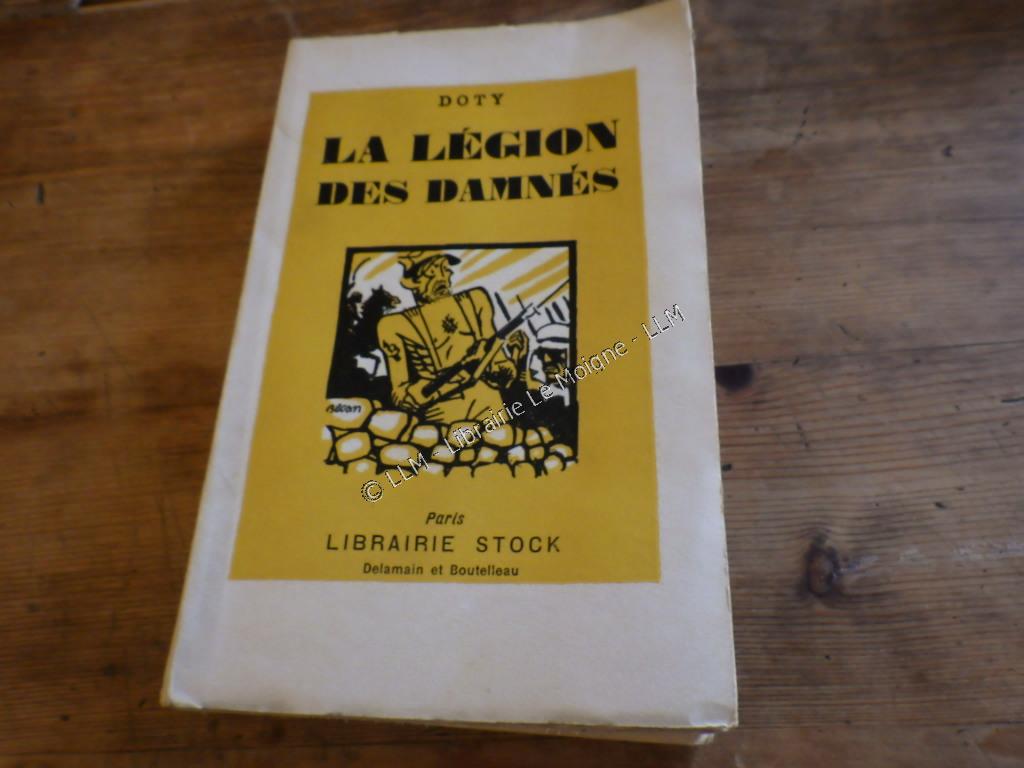 DOTY
LA LÉGION
DES DAMNÉS
© LLM - Librairie Le Moigne - LLM
Paris
LIBRAIRIE STOCK
Delamain et Boutelleau